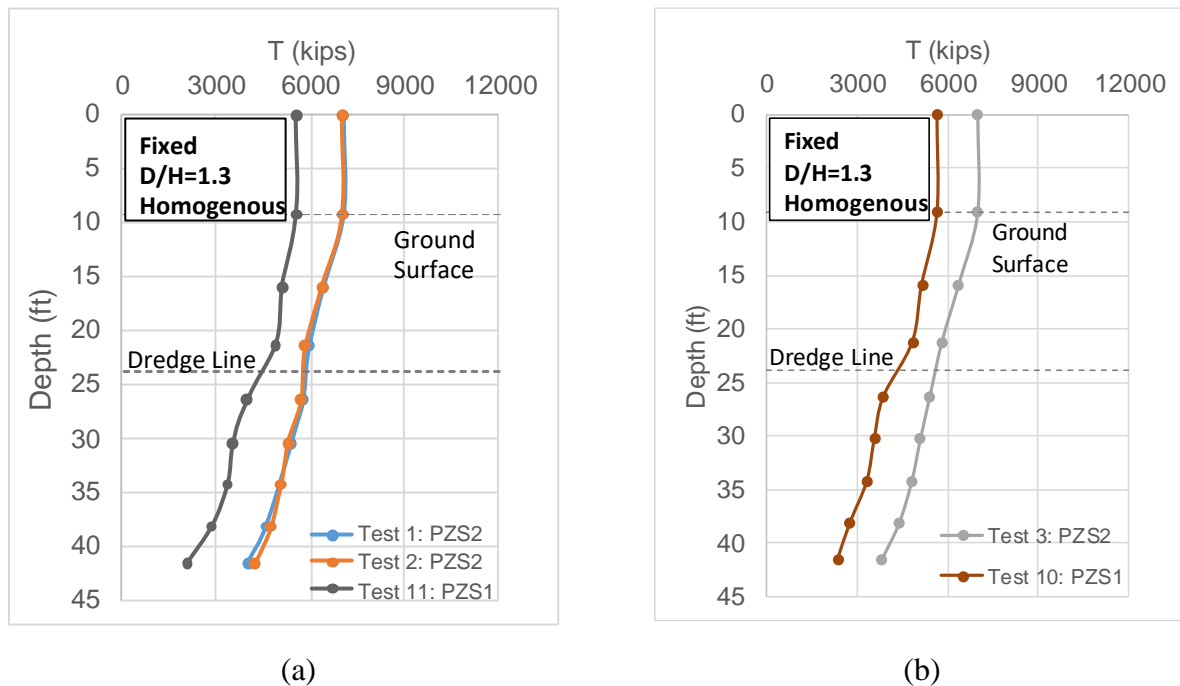 T (kips)
0 3000 6000 9000 12000
0
5
10
15
20
25
30
35
40
45
Depth (ft)
Fixed
D/H=1.3
Homogenous
Ground
Surface
Dredge Line
Test 1: PZS2
Test 2: PZS2
Test 11: PZS1
(a)
T (kips)
0 3000 6000 9000 12000
0
5
10
15
20
25
30
35
40
45
Depth (ft)
Fixed
D/H=1.3
Homogenous
Ground
Surface
Dredge Line
Test 3: PZS2
Test 10: PZS1
(b)